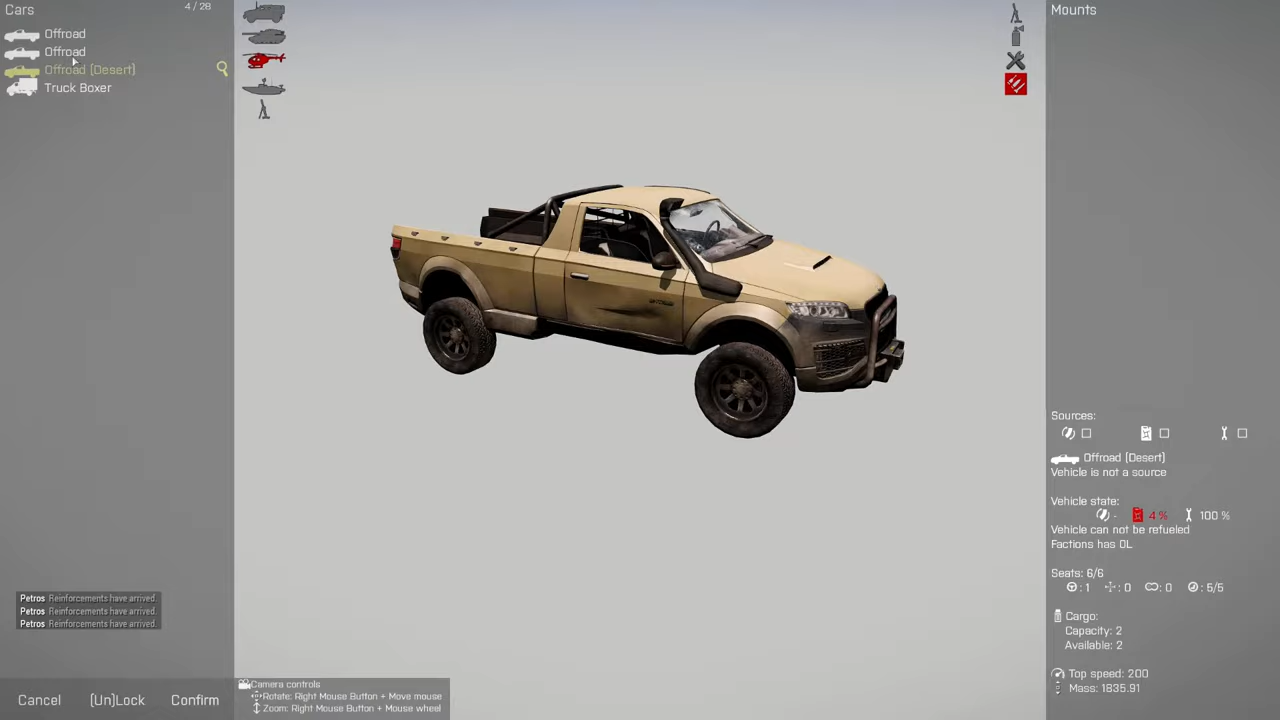 Cars
4 / 28
Offroad
Offroad
Offroad (Desert)
Truck Boxer
Mounts
Sources:
Offroad (Desert)
Vehicle is not a source
Vehicle state:
- 4 % 100 %
Vehicle can not be refueled
Factions has 0L
Seats: 6/6
: 1 : 0 : 0 : 5/5
Cargo:
Capacity: 2
Available: 2
Top speed: 200
Mass: 1835.91
Petros Reinforcements have arrived.
Petros Reinforcements have arrived.
Petros Reinforcements have arrived.
Cancel (Un)Lock Confirm
Camera controls
Rotate: Right Mouse Button + Move mouse
Zoom: Right Mouse Button + Mouse wheel